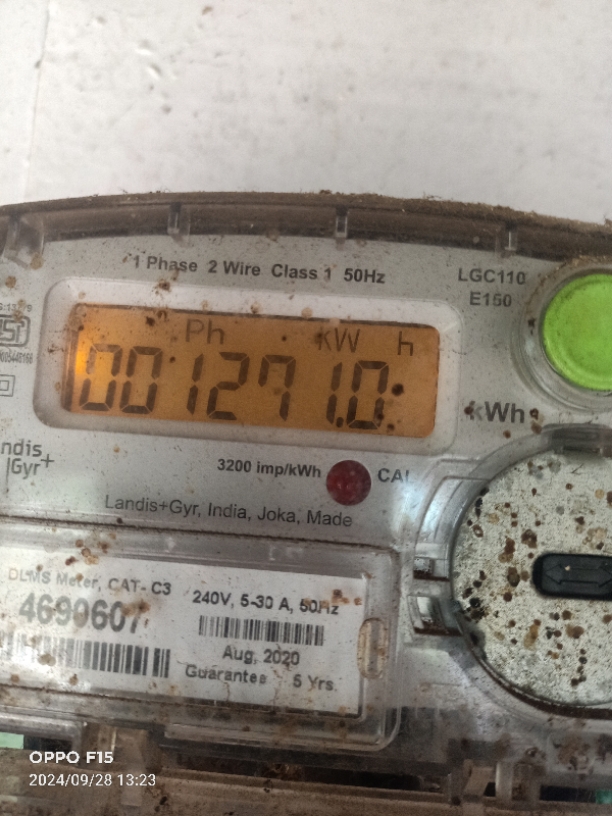 1 Phase 2 Wire Class 1 50Hz
LGC110
E150
Ph kW h
001271.0
kWh
ndis
Gyr+
3200 imp/kWh
CAL
Landis+Gyr, India, Joka, Made
DLMS Meter, CAT-C3
4690607
240V, 5-30 A, 50Hz
Aug, 2020
Guarantee 5 Yrs
OPPO F15
2024/09/28 13:23